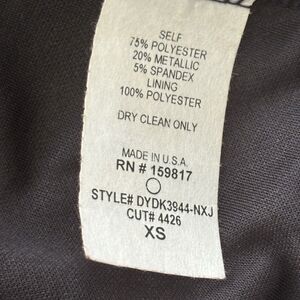 SELF
75% POLYESTER
20% METALLIC
5% SPANDEX
LINING
100% POLYESTER
DRY CLEAN ONLY
MADE IN U.S.A.
RN # 159817
STYLE# DYDK3944-NXJ
CUT# 4426
XS